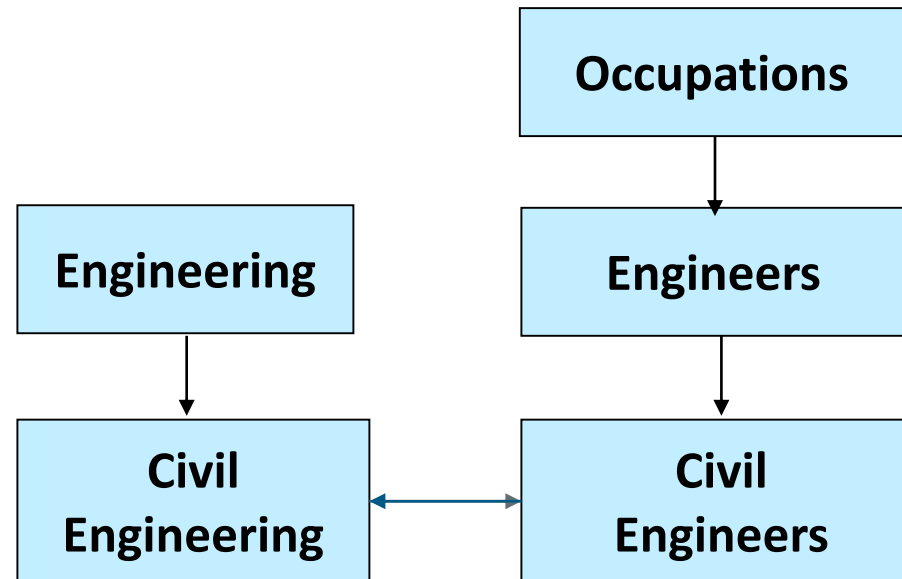 Occupations
Engineering
Engineers
Civil
Engineering
Civil
Engineers